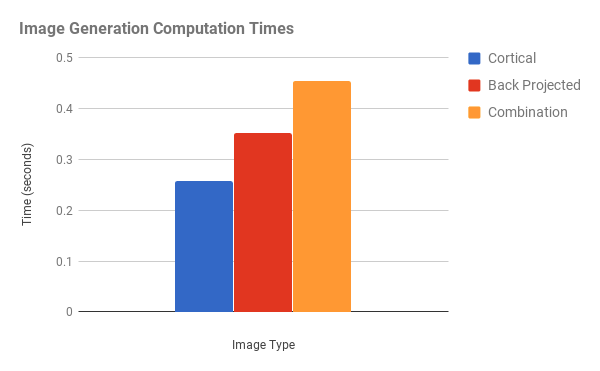 Image Generation Computation Times
Cortical
Back Projected
Combination
0.5
0.4
0.3
0.2
0.1
0
Time (seconds)
Image Type